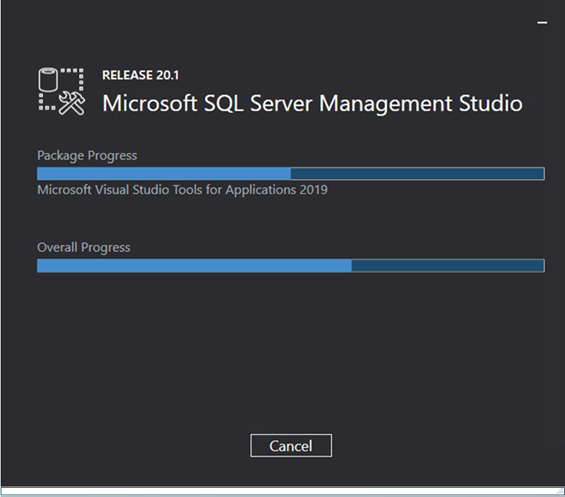 RELEASE 20.1
Microsoft SQL Server Management Studio
Package Progress
Microsoft Visual Studio Tools for Applications 2019
Overall Progress
Cancel